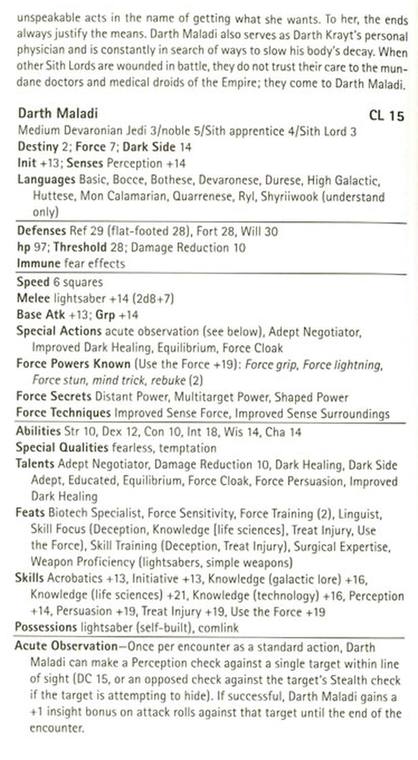 unspeakable acts in the name of getting what she wants. To her, the ends
always justify the means. Darth Maladi also serves as Darth Krayt's personal
physician and is constantly in search of ways to slow his body's decay. When
other Sith Lords are wounded in battle, they do not trust their care to the mun-
dane doctors and medical droids of the Empire; they come to Darth Maladi.
Darth Maladi CL 15
Medium Devaronian Jedi 3/noble 5/Sith apprentice 4/Sith Lord 3
Destiny 2; Force 7; Dark Side 14
Init +13; Senses Perception +14
Languages Basic, Bocce, Bothese, Devaronese, Durese, High Galactic,
Huttese, Mon Calamarian, Quarrenese, Ryl, Shyriiwook (understand
only)
Defenses Ref 29 (flat-footed 28), Fort 28, Will 30
hp 97; Threshold 28; Damage Reduction 10
Immune fear effects
Speed 6 squares
Melee lightsaber +14 (2d8+7)
Base Atk +13; Grp +14
Special Actions acute observation (see below), Adept Negotiator,
Improved Dark Healing, Equilibrium, Force Cloak
Force Powers Known (Use the Force +19): Force grip, Force lightning,
Force stun, mind trick, rebuke (2)
Force Secrets Distant Power, Multitarget Power, Shaped Power
Force Techniques Improved Sense Force, Improved Sense Surroundings
Abilities Str 10, Dex 12, Con 10, Int 18, Wis 14, Cha 14
Special Qualities fearless, temptation
Talents Adept Negotiator, Damage Reduction 10, Dark Healing, Dark Side
Adept, Educated, Equilibrium, Force Cloak, Force Persuasion, Improved
Dark Healing
Feats Biotech Specialist, Force Sensitivity, Force Training (2), Linguist,
Skill Focus (Deception, Knowledge [life sciences], Treat Injury, Use
the Force), Skill Training (Deception, Treat Injury), Surgical Expertise,
Weapon Proficiency (lightsabers, simple weapons)
Skills Acrobatics +13, Initiative +13, Knowledge (galactic lore) +16,
Knowledge (life sciences) +21, Knowledge (technology) +16, Perception
+14, Persuasion +19, Treat Injury +19, Use the Force +19
Possessions lightsaber (self-built), comlink
Acute Observation—Once per encounter as a standard action, Darth
Maladi can make a Perception check against a single target within line
of sight (DC 15, or an opposed check against the target's Stealth check
if the target is attempting to hide). If successful, Darth Maladi gains a
+1 insight bonus on attack rolls against that target until the end of the
encounter.